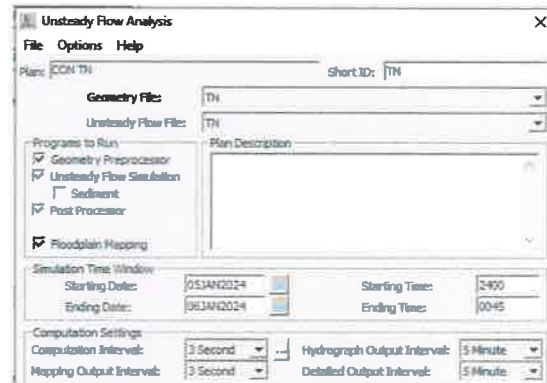 Unsteady Flow Analysis
File Options Help
Plan: CON TN Short ID: TN
Geometry File: TN
Unsteady Flow File: TN
Programs to Run Plan Description
Geometry Preprocessor
Unsteady Flow Simulation
Sediment
Post Processor
Floodplain Mapping
Simulation Time Window
Starting Date: 05JAN2024 Starting Time: 2400
Ending Date: 06JAN2024 Ending Time: 0045
Computation Settings
Computation Interval: 3 Second ... Hydrograph Output Interval: 5 Minute
Mapping Output Interval: 3 Second Detailed Output Interval: 5 Minute